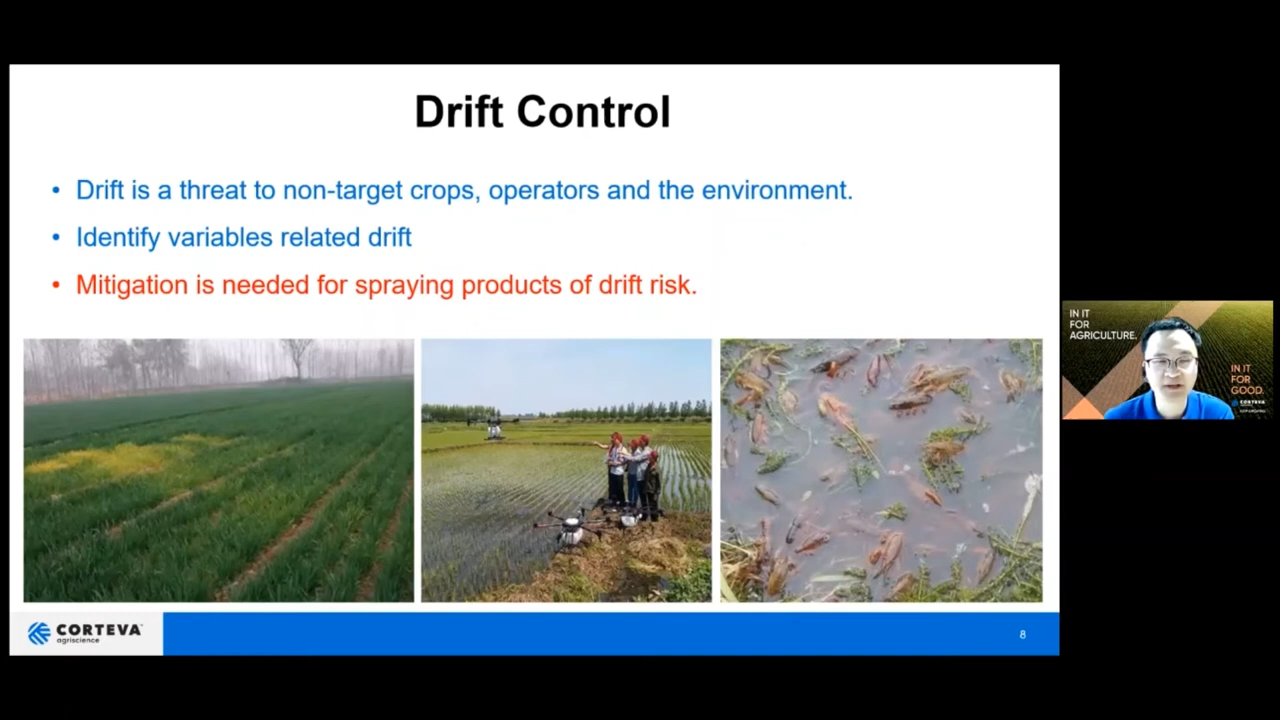 Drift Control
• Drift is a threat to non-target crops, operators and the environment.
• Identify variables related drift
• Mitigation is needed for spraying products of drift risk.
CORTEVA
agriscience
8
IN IT
FOR
AGRICULTURE.
IN IT
FOR
GOOD.
CORTEVA